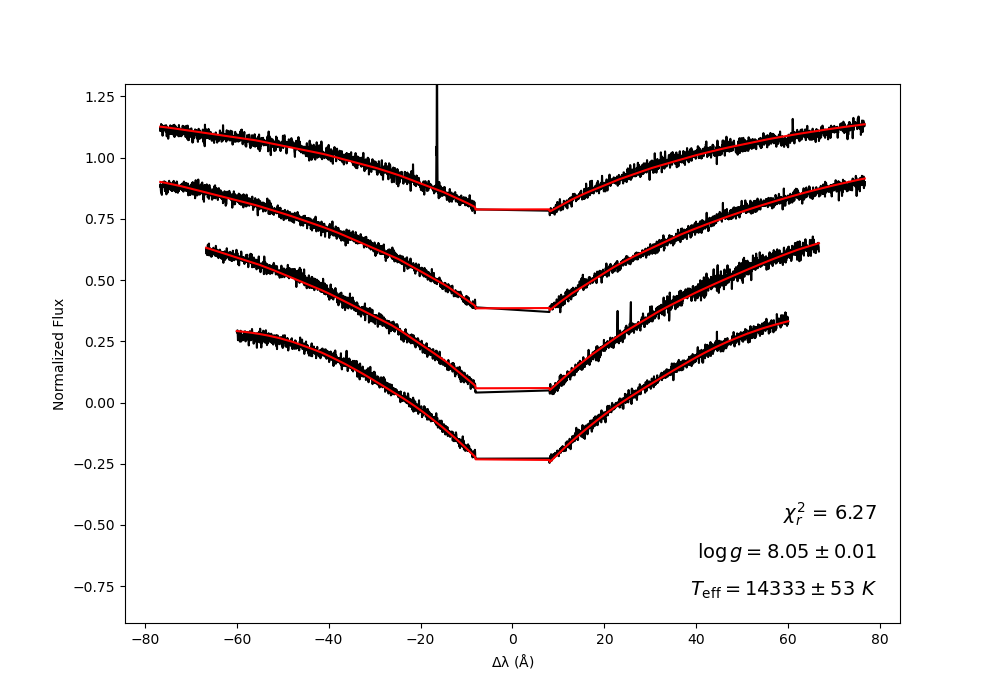 1.25
1.00
0.75
0.50
0.25
0.00
−0.25
−0.50
−0.75
Normalized Flux
χ²ᵣ = 6.27
log g = 8.05 ± 0.01
T_eff = 14333 ± 53 K
−80 −60 −40 −20 0 20 40 60 80
Δλ (Å)